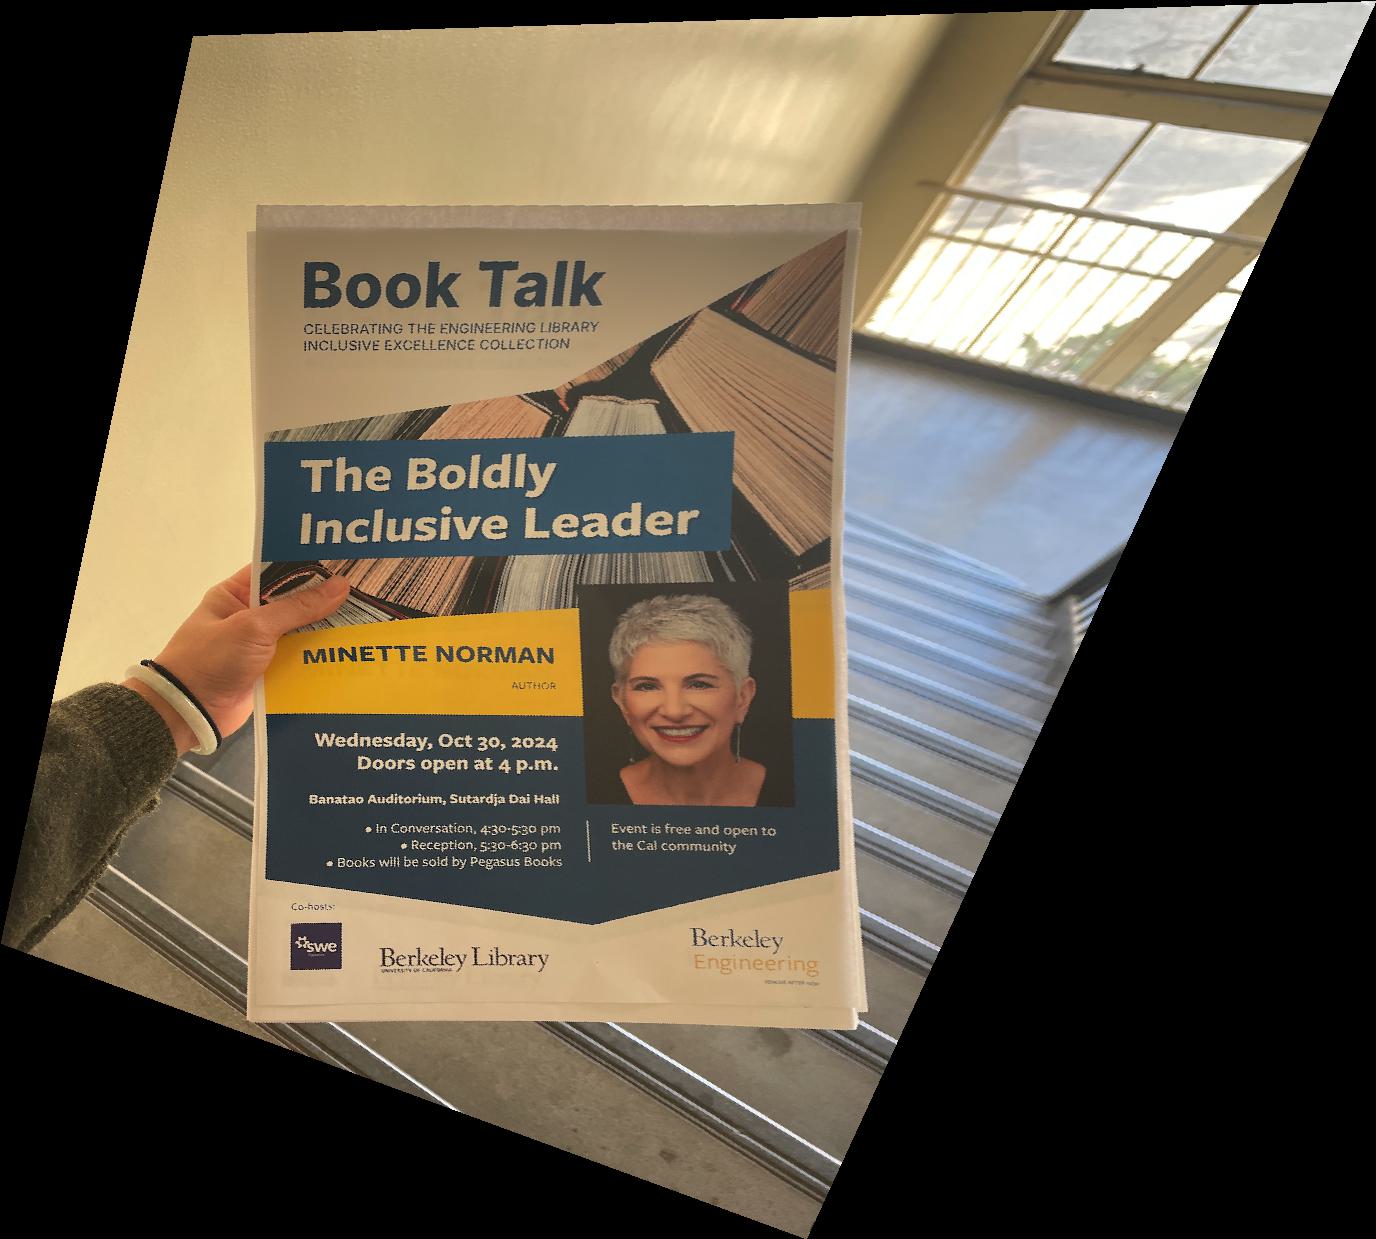 Book Talk
CELEBRATING THE ENGINEERING LIBRARY
INCLUSIVE EXCELLENCE COLLECTION
The Boldly
Inclusive Leader
MINETTE NORMAN
AUTHOR
Wednesday, Oct 30, 2024
Doors open at 4 p.m.
Banatao Auditorium, Sutardja Dai Hall
• In Conversation, 4:30-5:30 pm
• Reception, 5:30-6:30 pm
• Books will be sold by Pegasus Books
Event is free and open to
the Cal community
Co-hosts:
swe
Berkeley Library
UNIVERSITY OF CALIFORNIA
Berkeley
Engineering